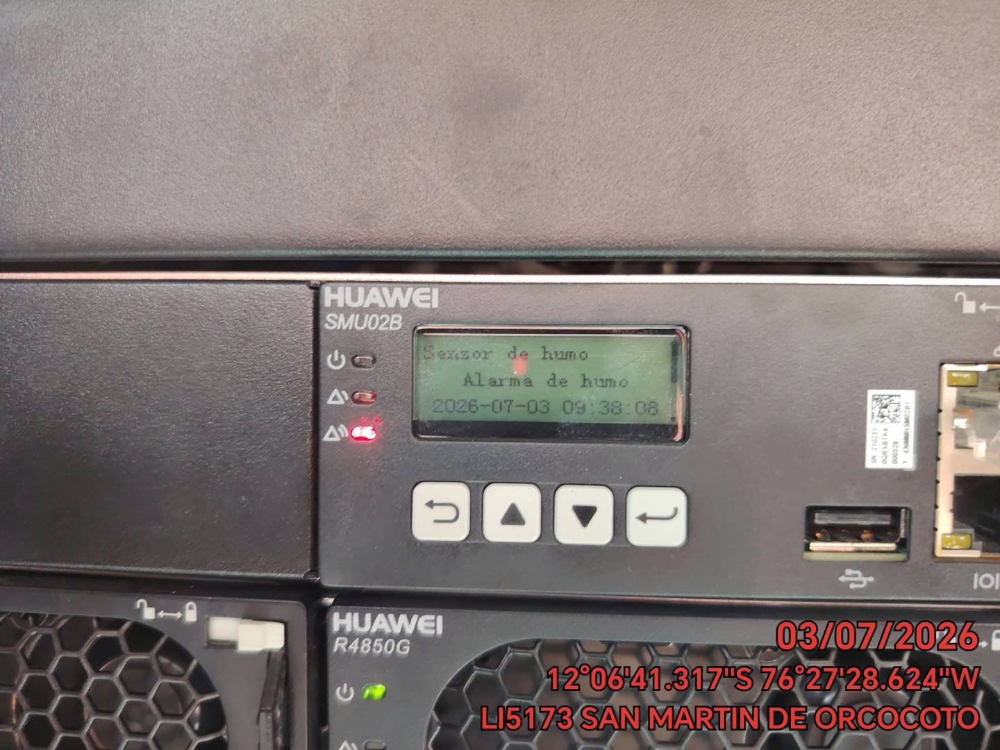 HUAWEI
SMU02B
Senzor de humo
Alarma de humo
2026-07-03 09:38:08
HUAWEI
R4850G
03/07/2026
12°06'41.317"S 76°27'28.624"W
LI5173 SAN MARTIN DE ORCOCOTO